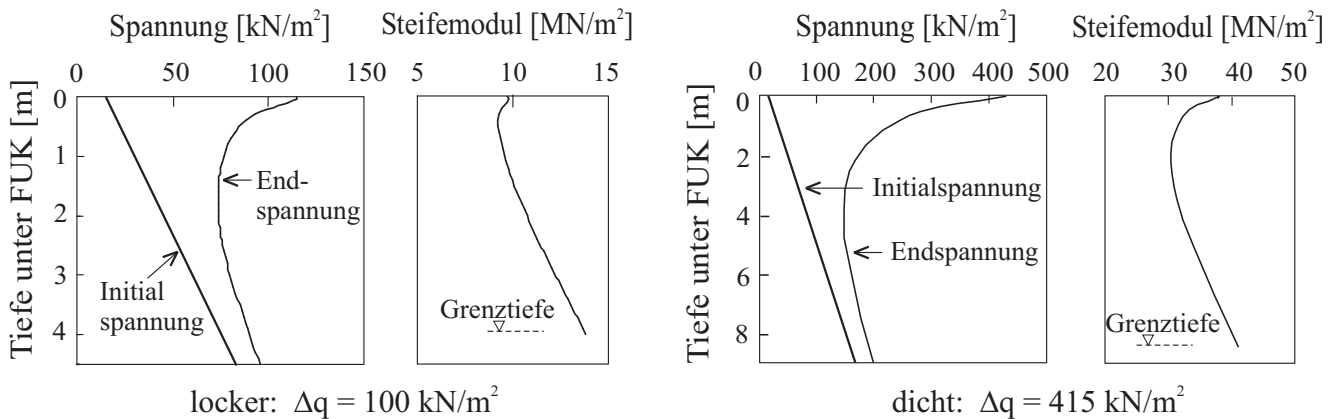 Spannung [kN/m²]
0 50 100 150
Tiefe unter FUK [m]
0
1
2
3
4
End-
spannung
Initial
spannung
Steifemodul [MN/m²]
5 10 15
Grenztiefe
locker: Δq = 100 kN/m²
Spannung [kN/m²]
0 100 200 300 400 500
Tiefe unter FUK [m]
0
2
4
6
8
Initialspannung
Endspannung
Steifemodul [MN/m²]
20 30 40 50
Grenztiefe
dicht: Δq = 415 kN/m²